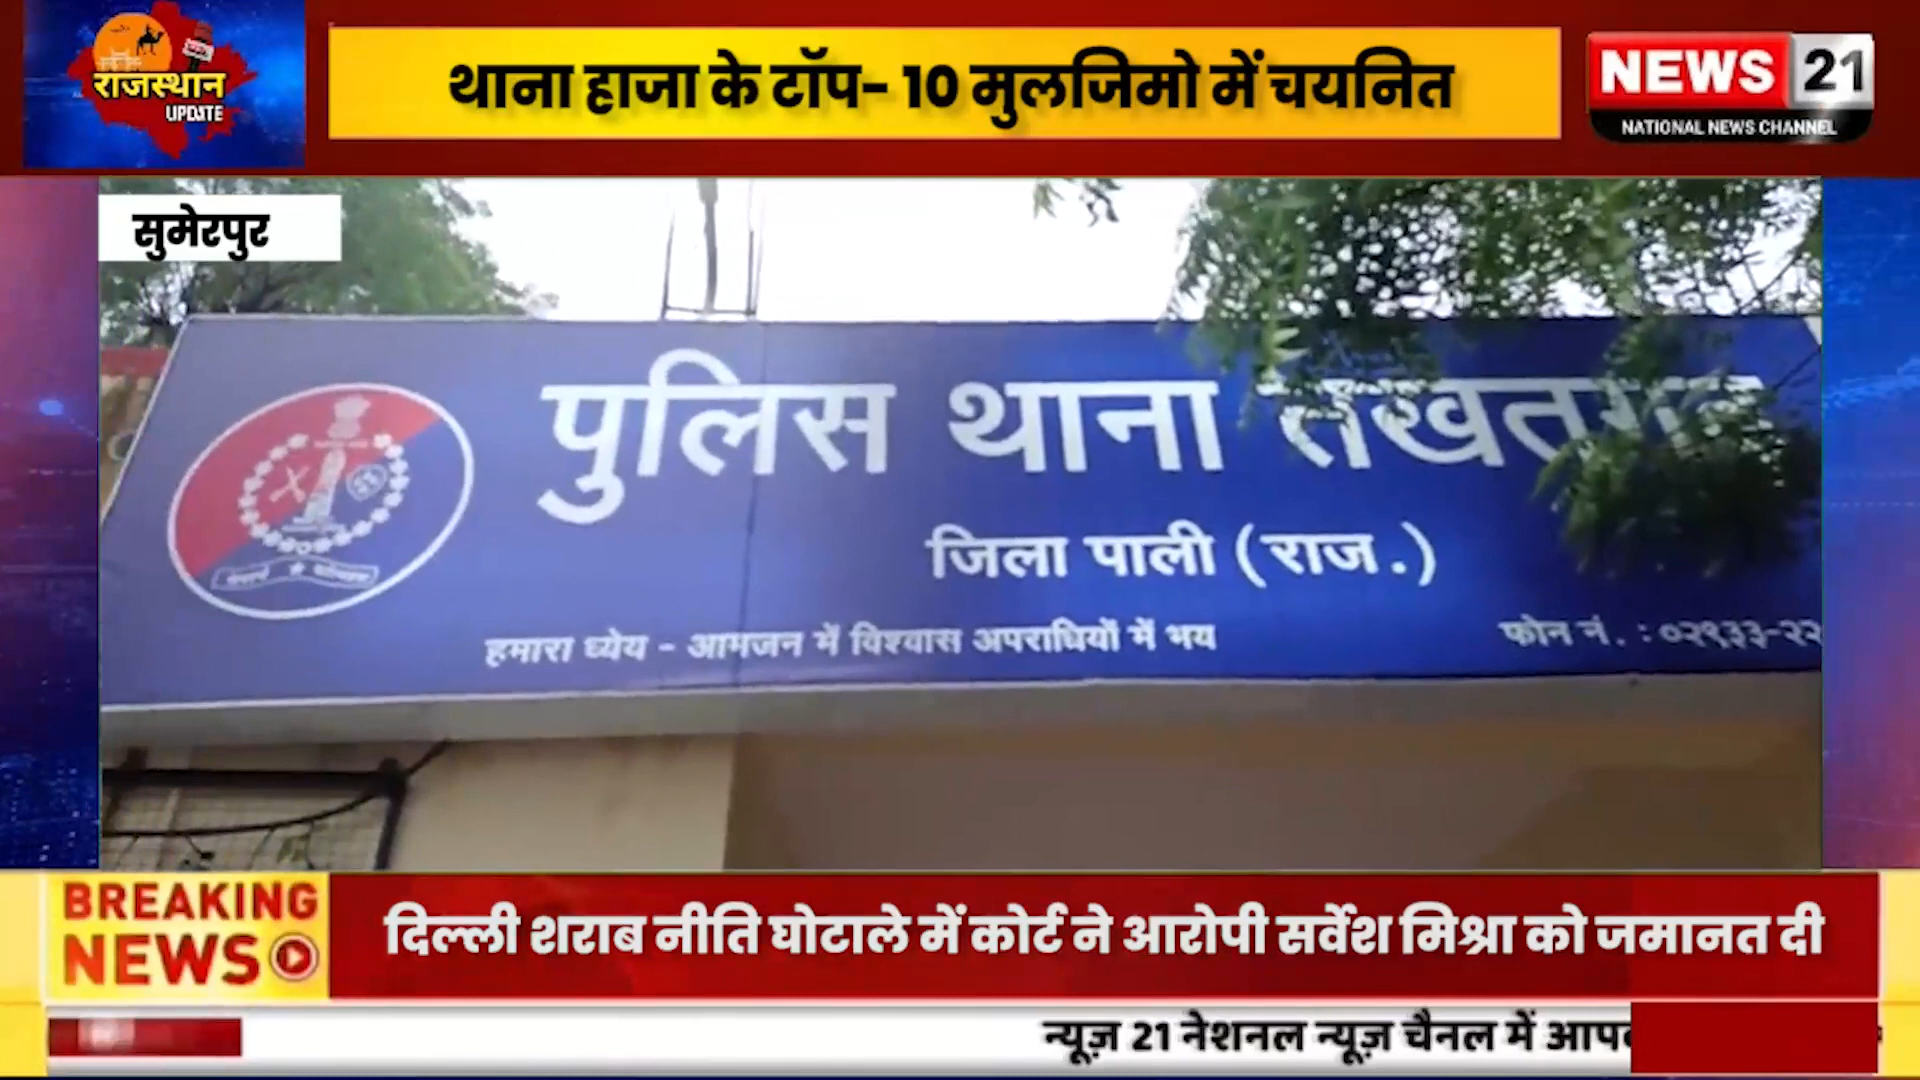 राजस्थान
UPDATE
थाना हाजा के टॉप- 10 मुलजिमो में चयनित
NEWS 21
NATIONAL NEWS CHANNEL
सुमेरपुर
पुलिस थाना तखतगढ़
जिला पाली (राज.)
हमारा ध्येय - आमजन में विश्वास अपराधियों में भय
फोन नं. : ०२९३३-२२
BREAKING
NEWS
दिल्ली शराब नीति घोटाले में कोर्ट ने आरोपी सर्वेश मिश्रा को जमानत दी
न्यूज़ 21 नेशनल न्यूज़ चैनल में